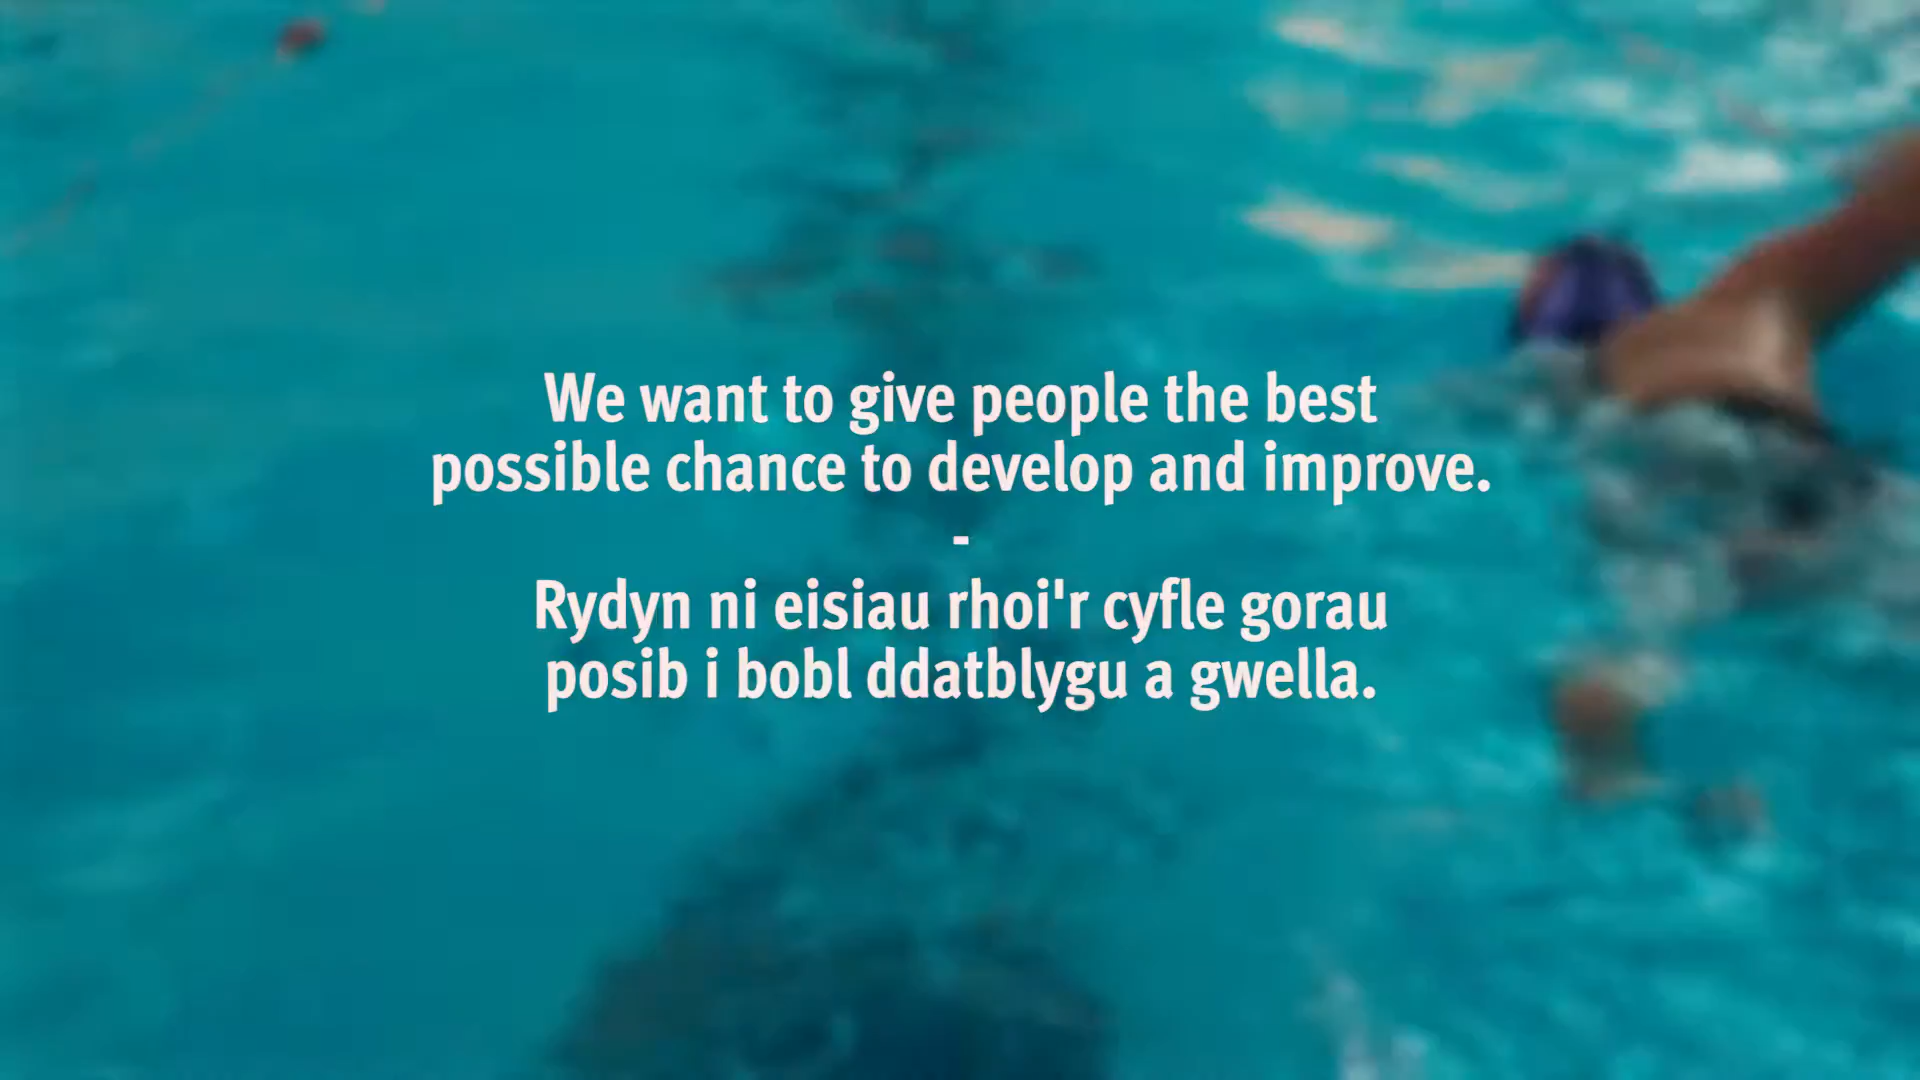 We want to give people the best
possible chance to develop and improve.
-
Rydyn ni eisiau rhoi'r cyfle gorau
posib i bobl ddatblygu a gwella.